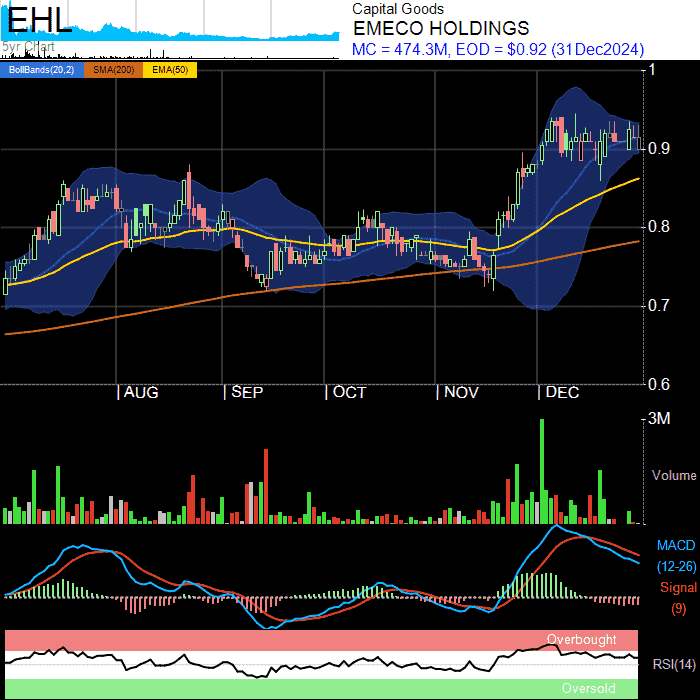 EHL
5yr Chart
Capital Goods
EMECO HOLDINGS
MC = 474.3M, EOD = $0.92 (31Dec2024)
BollBands(20,2) SMA(200) EMA(50)
1
0.9
0.8
0.7
0.6
AUG SEP OCT NOV DEC
3M
Volume
MACD
(12-26)
Signal
(9)
Overbought
RSI(14)
Oversold